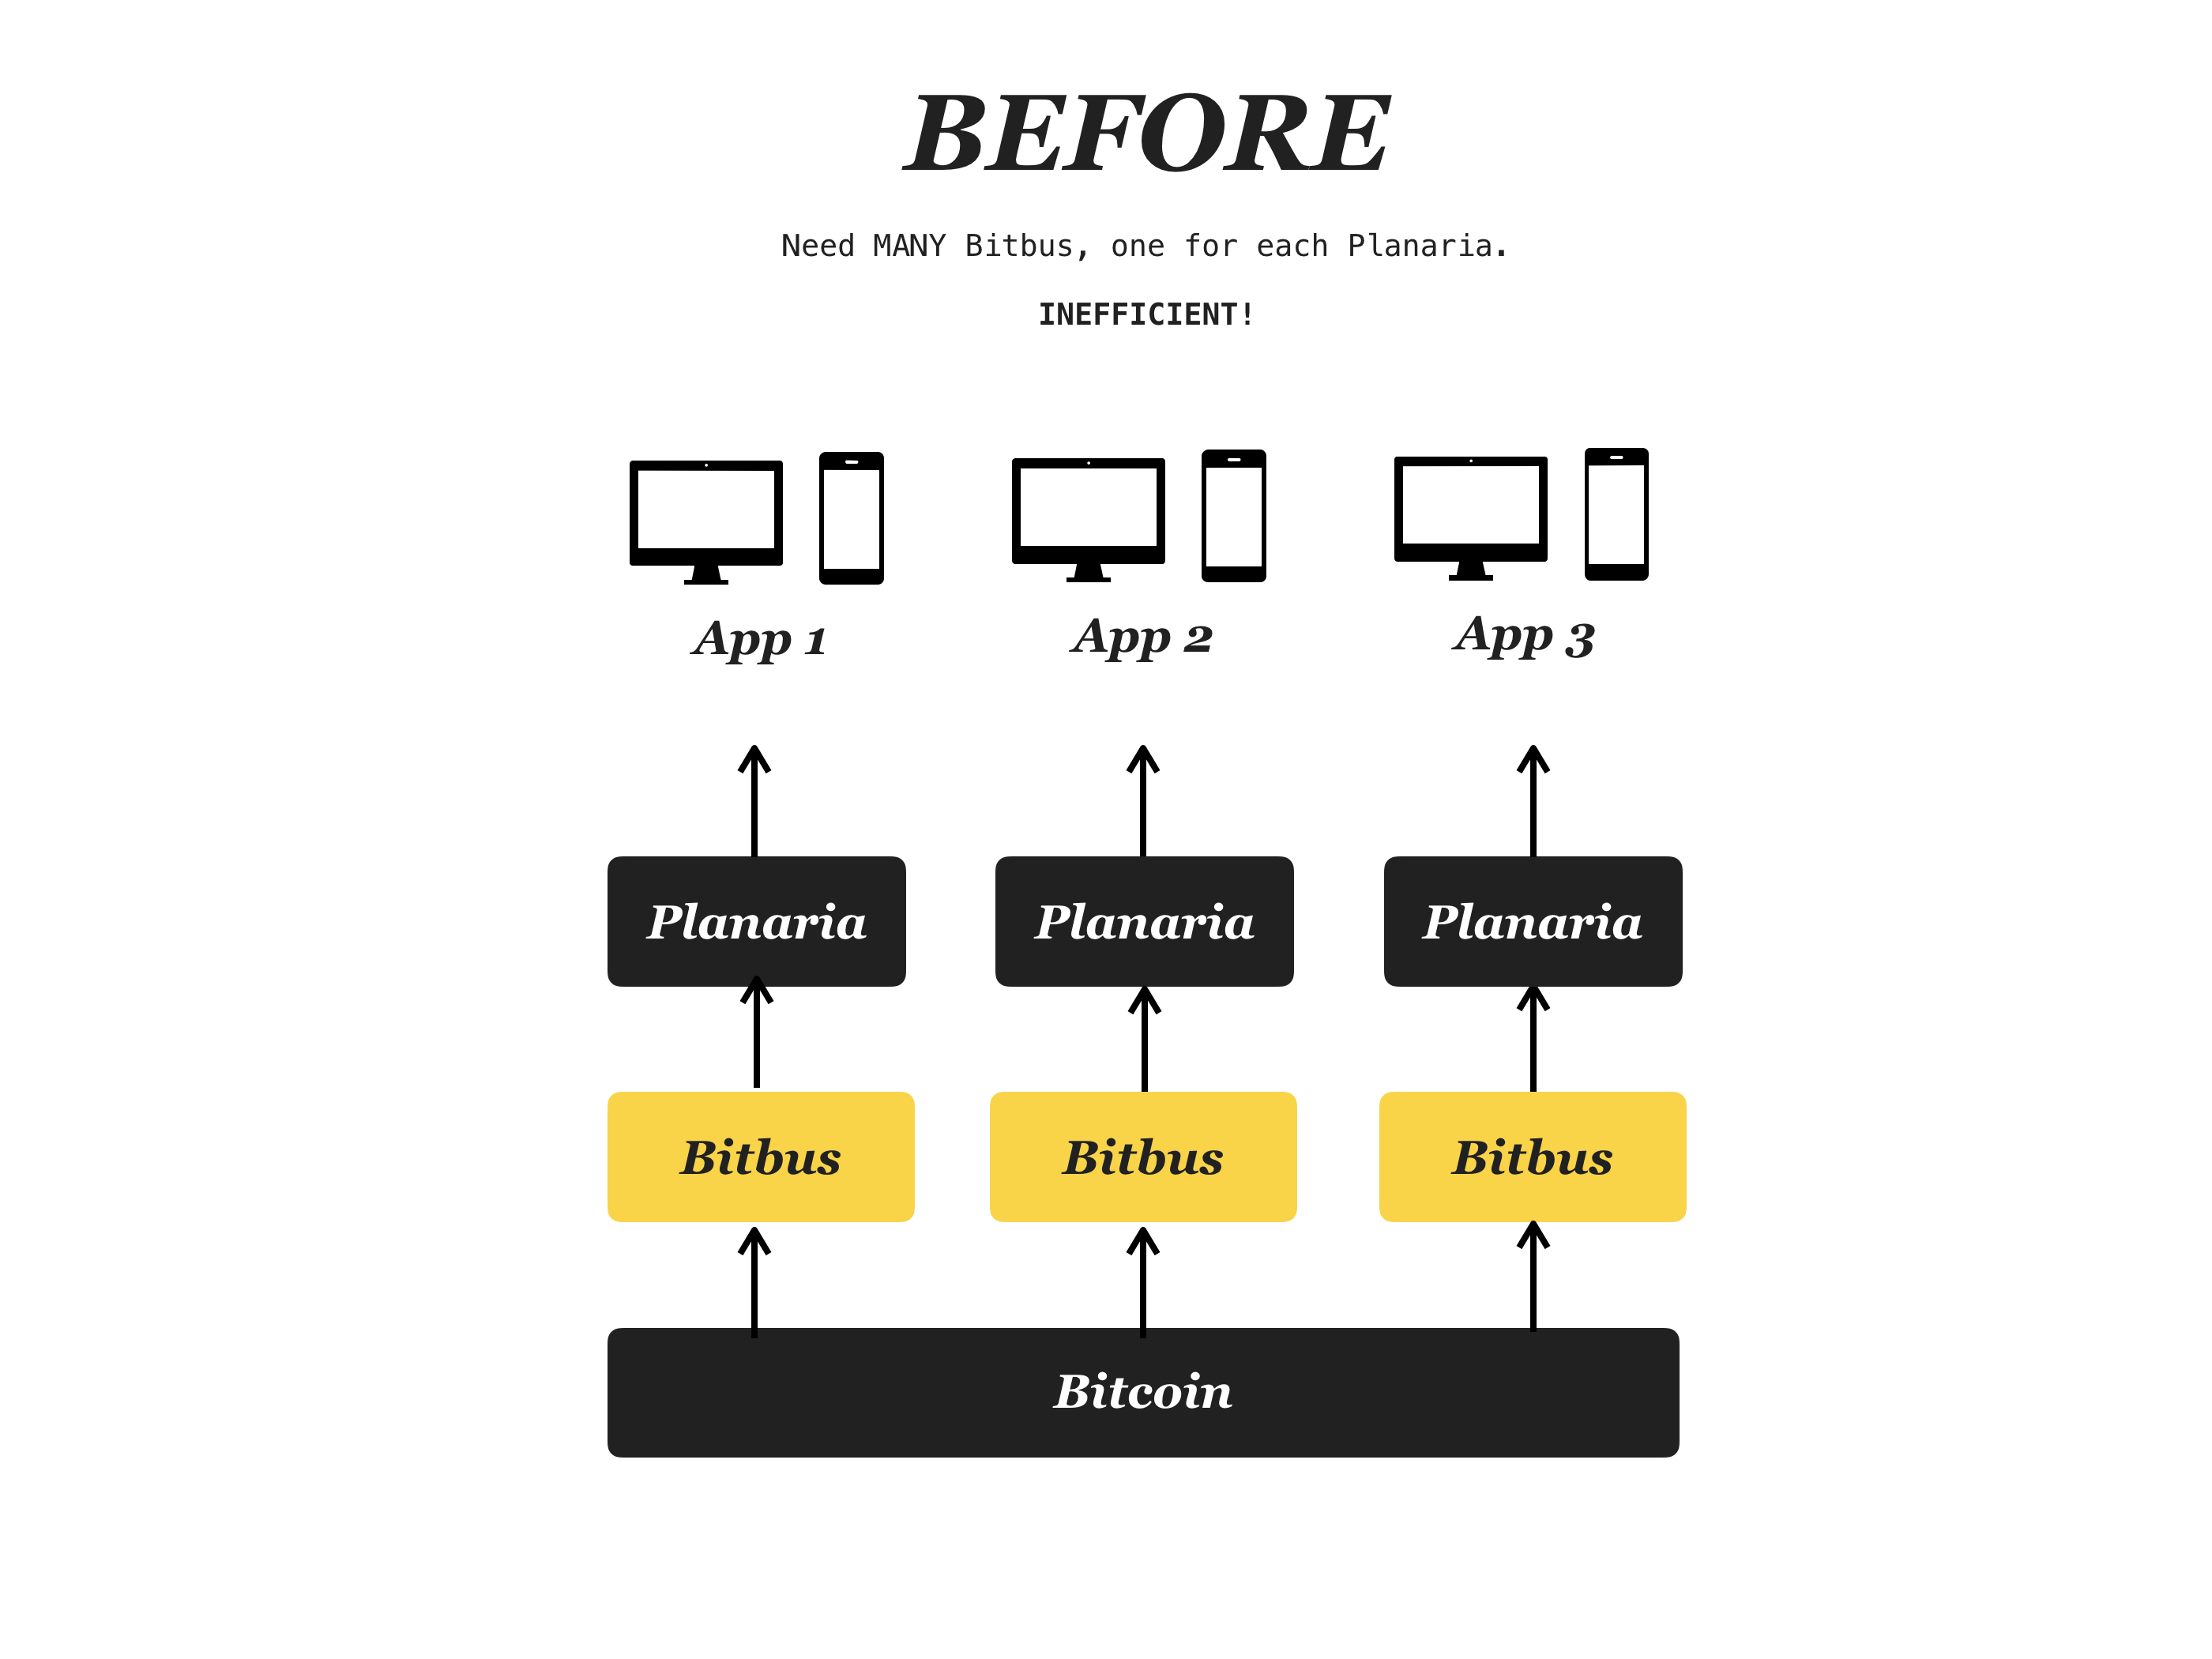 BEFORE
Need MANY Bitbus, one for each Planaria.
INEFFICIENT!
App 1
App 2
App 3
Planaria
Planaria
Planaria
Bitbus
Bitbus
Bitbus
Bitcoin